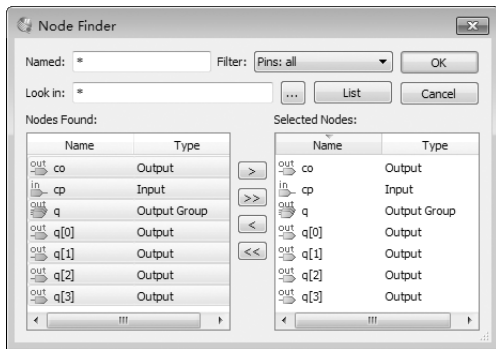 Node Finder
Named: * Filter: Pins: all OK
Look in: * ... List Cancel
Nodes Found: Selected Nodes:
Name Type Name Type
out co Output > out co Output
in cp Input >> in cp Input
out q Output Group < out q Output Group
out q[0] Output << out q[0] Output
out q[1] Output out q[1] Output
out q[2] Output out q[2] Output
out q[3] Output out q[3] Output